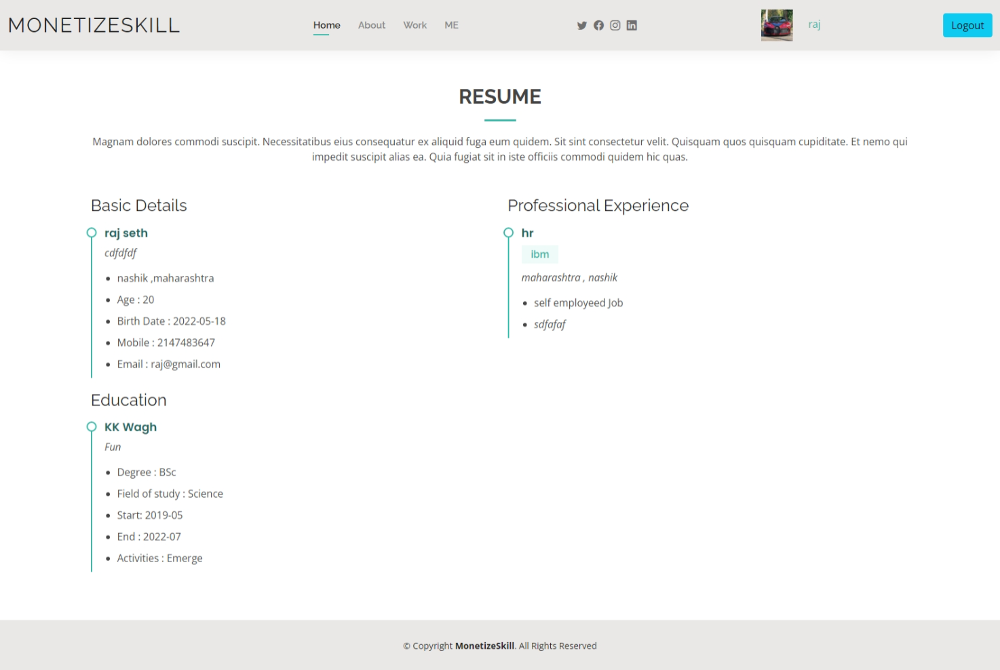 MONETIZESKILL
Home About Work ME
raj
Logout
RESUME
Magnam dolores commodi suscipit. Necessitatibus eius consequatur ex aliquid fuga eum quidem. Sit sint consectetur velit. Quisquam quos quisquam cupiditate. Et nemo qui
impedit suscipit alias ea. Quia fugiat sit in iste officiis commodi quidem hic quas.
Basic Details
raj seth
cdfdfdf
nashik ,maharashtra
Age : 20
Birth Date : 2022-05-18
Mobile : 2147483647
Email : raj@gmail.com
Education
KK Wagh
Fun
Degree : BSc
Field of study : Science
Start: 2019-05
End : 2022-07
Activities : Emerge
Professional Experience
hr
ibm
maharashtra , nashik
self employeed Job
sdfafaf
© Copyright MonetizeSkill. All Rights Reserved